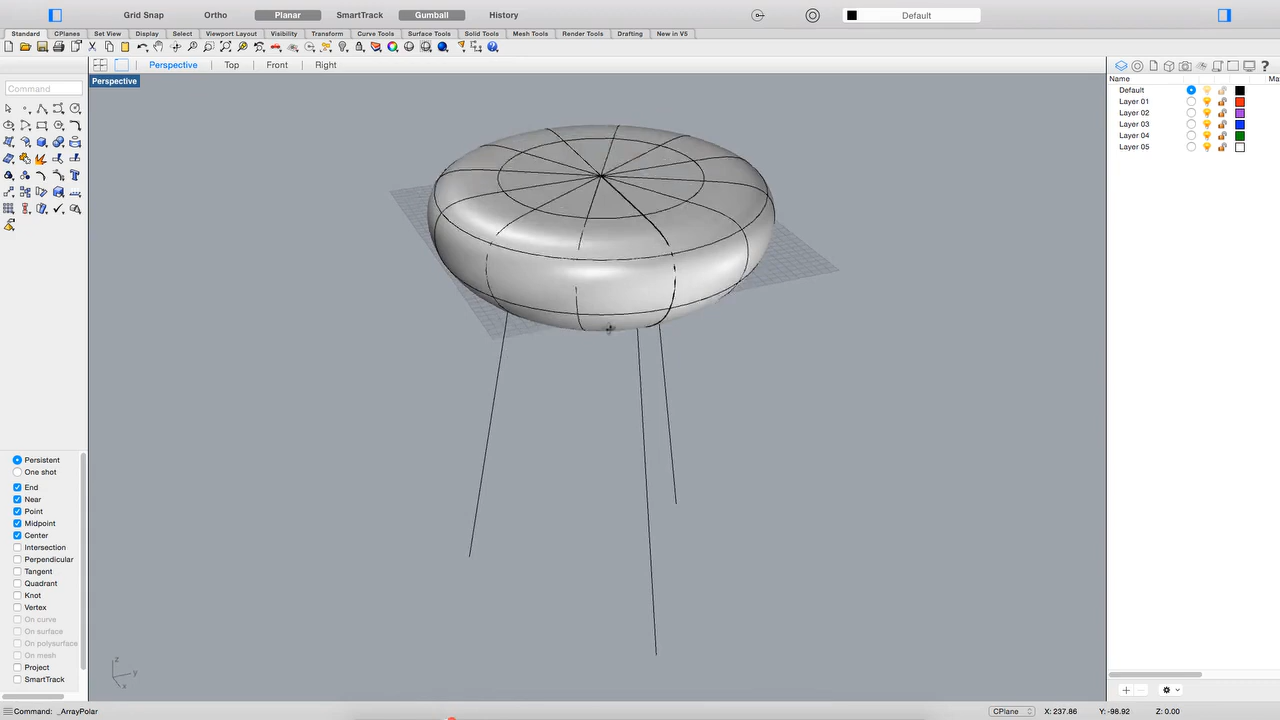 Grid Snap Ortho Planar SmartTrack Gumball History Default
Standard CPlanes Set View Display Select Viewport Layout Visibility Transform Curve Tools Surface Tools Solid Tools Mesh Tools Render Tools Drafting New in V5
Perspective Top Front Right
Perspective
Command
Name Ma
Default
Layer 01
Layer 02
Layer 03
Layer 04
Layer 05
Persistent
One shot
End
Near
Point
Midpoint
Center
Intersection
Perpendicular
Tangent
Quadrant
Knot
Vertex
On curve
On surface
On polysurface
On mesh
Project
SmartTrack
z
y
x
Command: _ArrayPolar CPlane X: 237.86 Y: -98.92 Z: 0.00